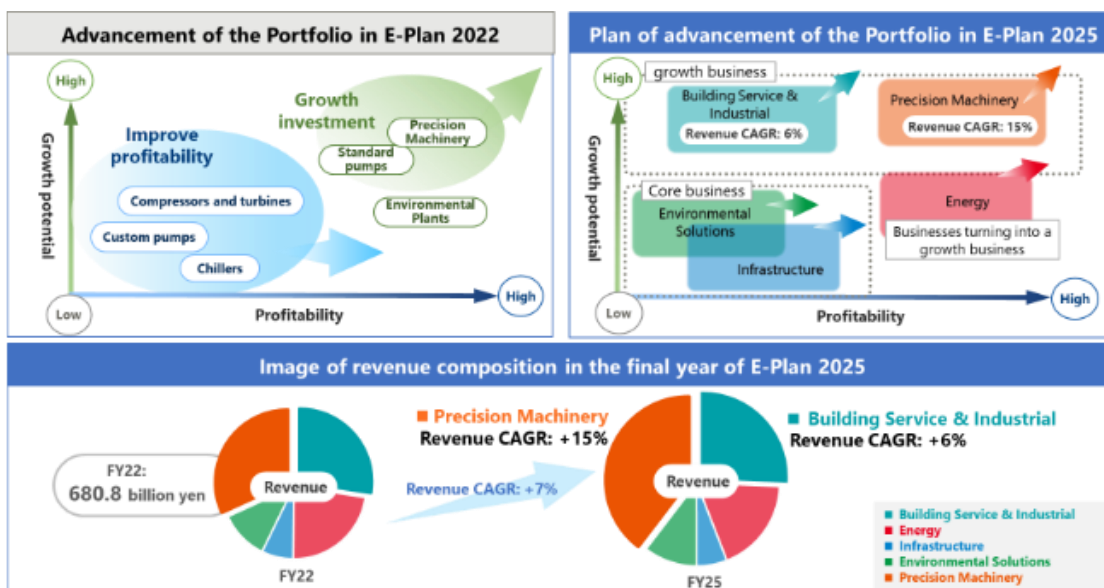 Advancement of the Portfolio in E-Plan 2022
High
Growth potential
Low
Improve
profitability
Compressors and turbines
Custom pumps
Chillers
Growth
investment
Precision
Machinery
Standard
pumps
Environmental
Plants
Profitability
High
Plan of advancement of the Portfolio in E-Plan 2025
High
Growth potential
Low
growth business
Building Service &
Industrial
Revenue CAGR: 6%
Precision Machinery
Revenue CAGR: 15%
Core business
Environmental
Solutions
Infrastructure
Energy
Businesses turning into a
growth business
Profitability
High
Image of revenue composition in the final year of E-Plan 2025
FY22:
680.8 billion yen
Revenue
FY22
Precision Machinery
Revenue CAGR: +15%
Revenue CAGR: +7%
Revenue
FY25
Building Service & Industrial
Revenue CAGR: +6%
Building Service & Industrial
Energy
Infrastructure
Environmental Solutions
Precision Machinery